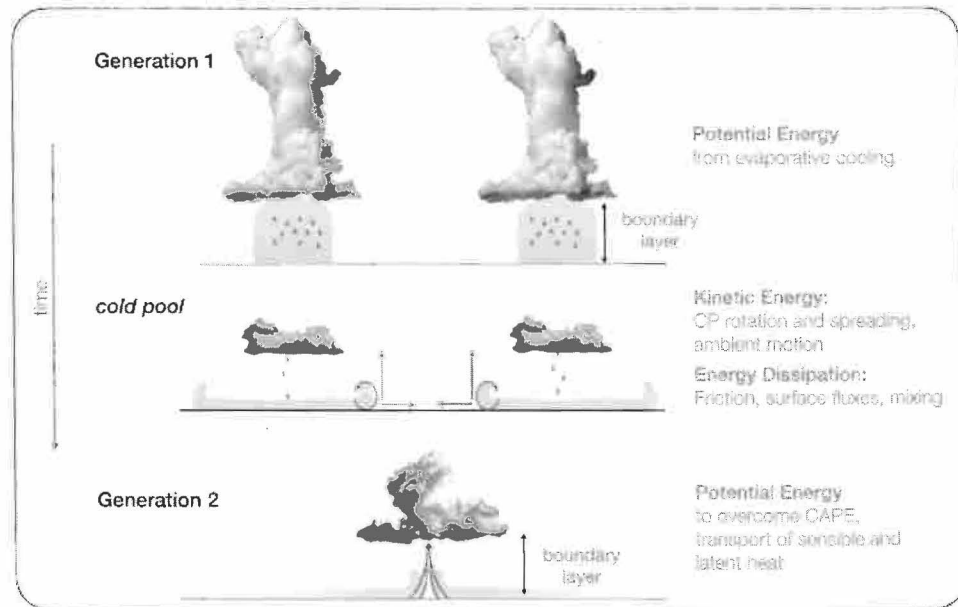 Generation 1
Potential Energy
from evaporative cooling
boundary
layer
time
cold pool
Kinetic Energy:
CP rotation and spreading,
ambient motion
Energy Dissipation:
Friction, surface fluxes, mixing
Generation 2
Potential Energy
to overcome CAPE,
transport of sensible and
latent heat
boundary
layer